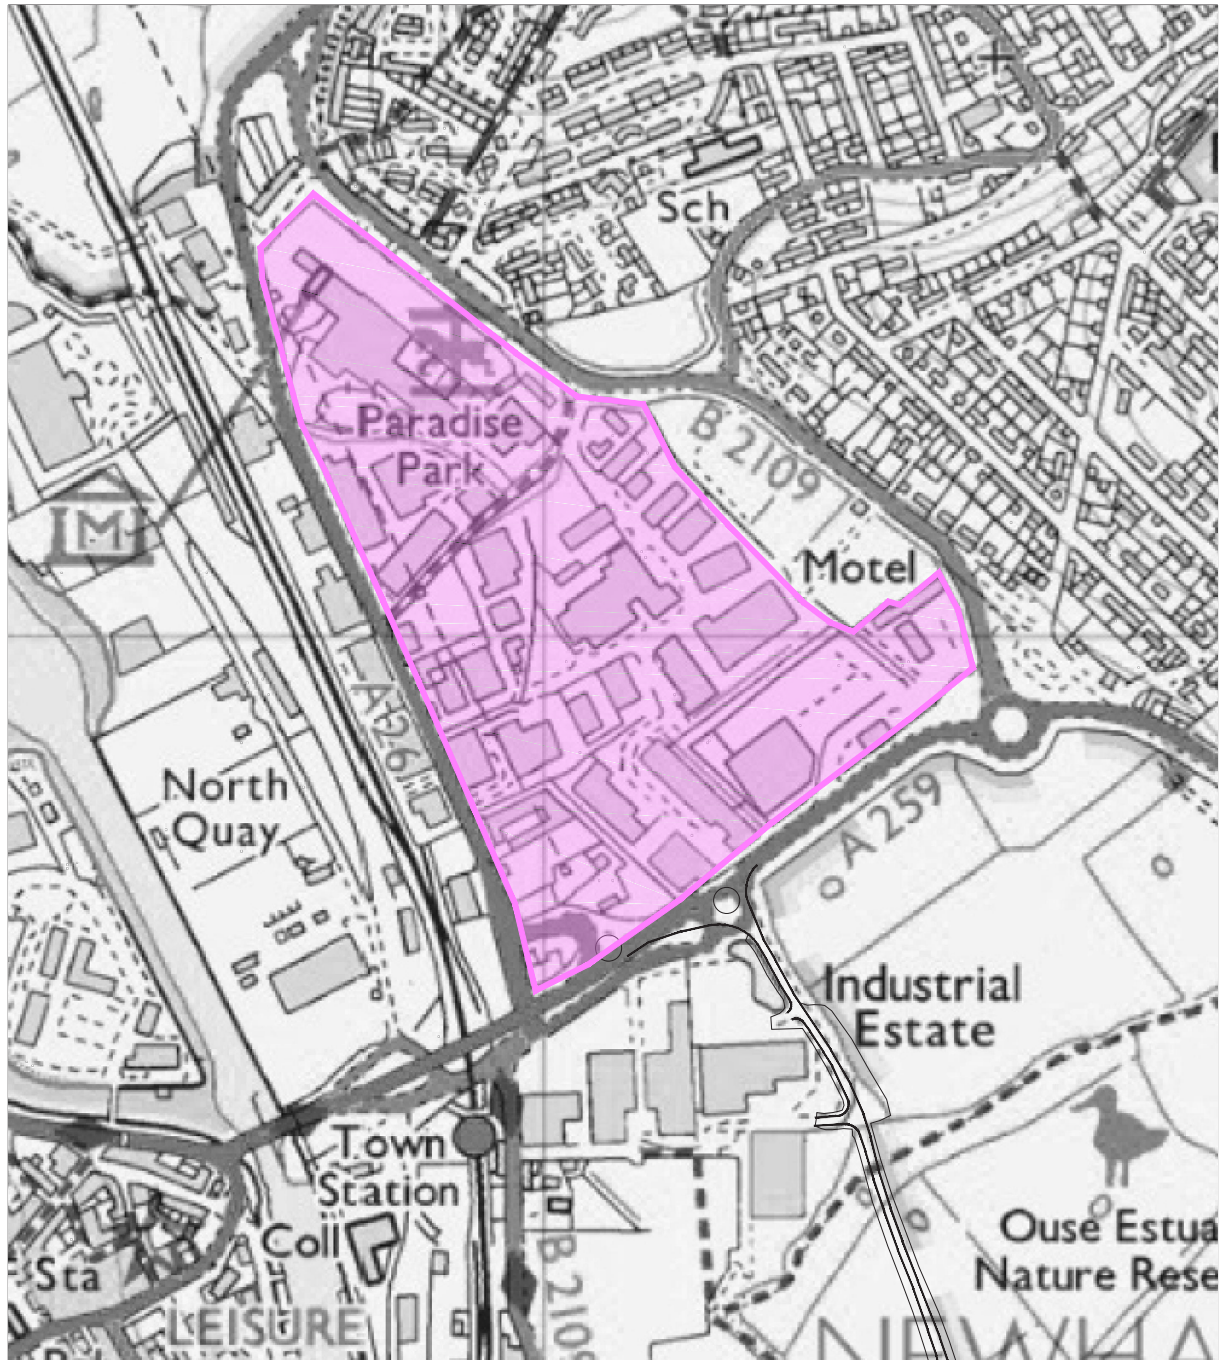 Sch
Paradise
Park
B 2109
Motel
M
A26
North
Quay
A 259
Industrial
Estate
Town
Station
Coll
Sta
B 2109
Ouse Estua
Nature Rese
LEISURE
NEWHA